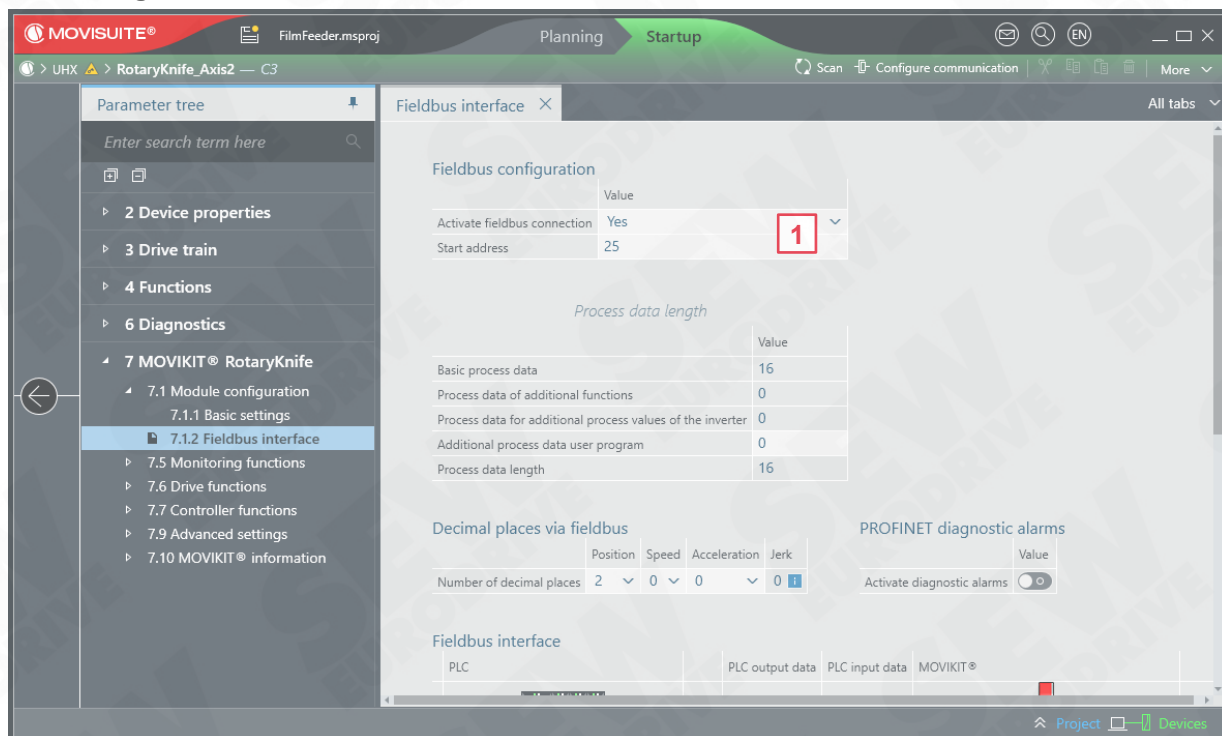 MOVISUITE®
FilmFeeder.msproj
Planning
Startup
EN
> UHX > RotaryKnife_Axis2 — C3
Scan
Configure communication
More
Parameter tree
Fieldbus interface
All tabs
Enter search term here
2 Device properties
3 Drive train
4 Functions
6 Diagnostics
7 MOVIKIT® RotaryKnife
7.1 Module configuration
7.1.1 Basic settings
7.1.2 Fieldbus interface
7.5 Monitoring functions
7.6 Drive functions
7.7 Controller functions
7.9 Advanced settings
7.10 MOVIKIT® information
Fieldbus configuration
Value
Activate fieldbus connection Yes
Start address 25
1
Process data length
Value
Basic process data 16
Process data of additional functions 0
Process data for additional process values of the inverter 0
Additional process data user program 0
Process data length 16
Decimal places via fieldbus
Position Speed Acceleration Jerk
Number of decimal places 2 0 0 0
PROFINET diagnostic alarms
Value
Activate diagnostic alarms
Fieldbus interface
PLC PLC output data PLC input data MOVIKIT®
Project Devices
SEW
EURODRIVE